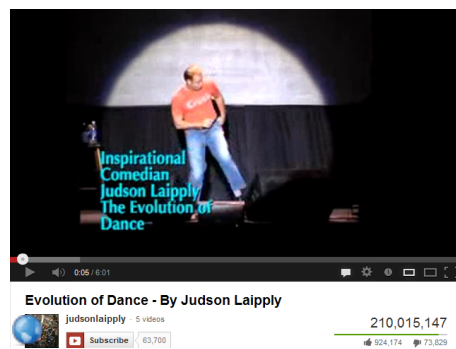 Crush
Inspirational
Comedian
Judson Laipply
The Evolution of
Dance
0:05 / 6:01
Evolution of Dance - By Judson Laipply
judsonlaipply · 5 videos
Subscribe 63,700
210,015,147
924,174 73,829